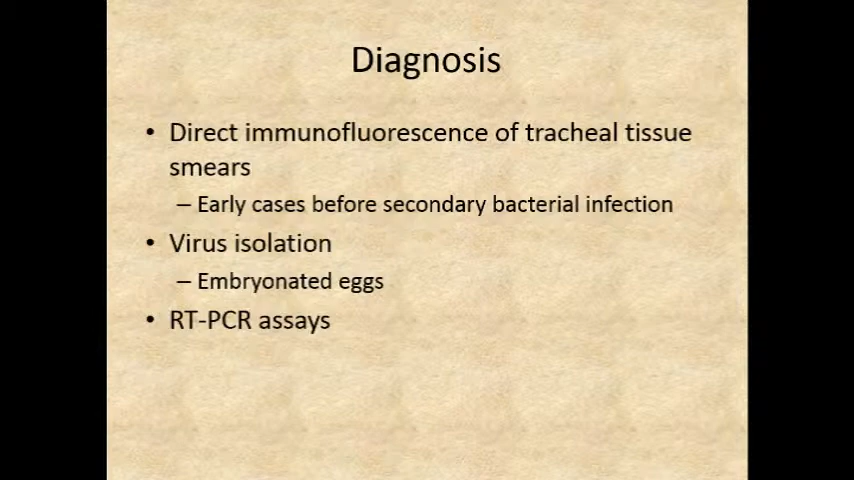 Diagnosis
• Direct immunofluorescence of tracheal tissue
smears
– Early cases before secondary bacterial infection
• Virus isolation
– Embryonated eggs
• RT-PCR assays